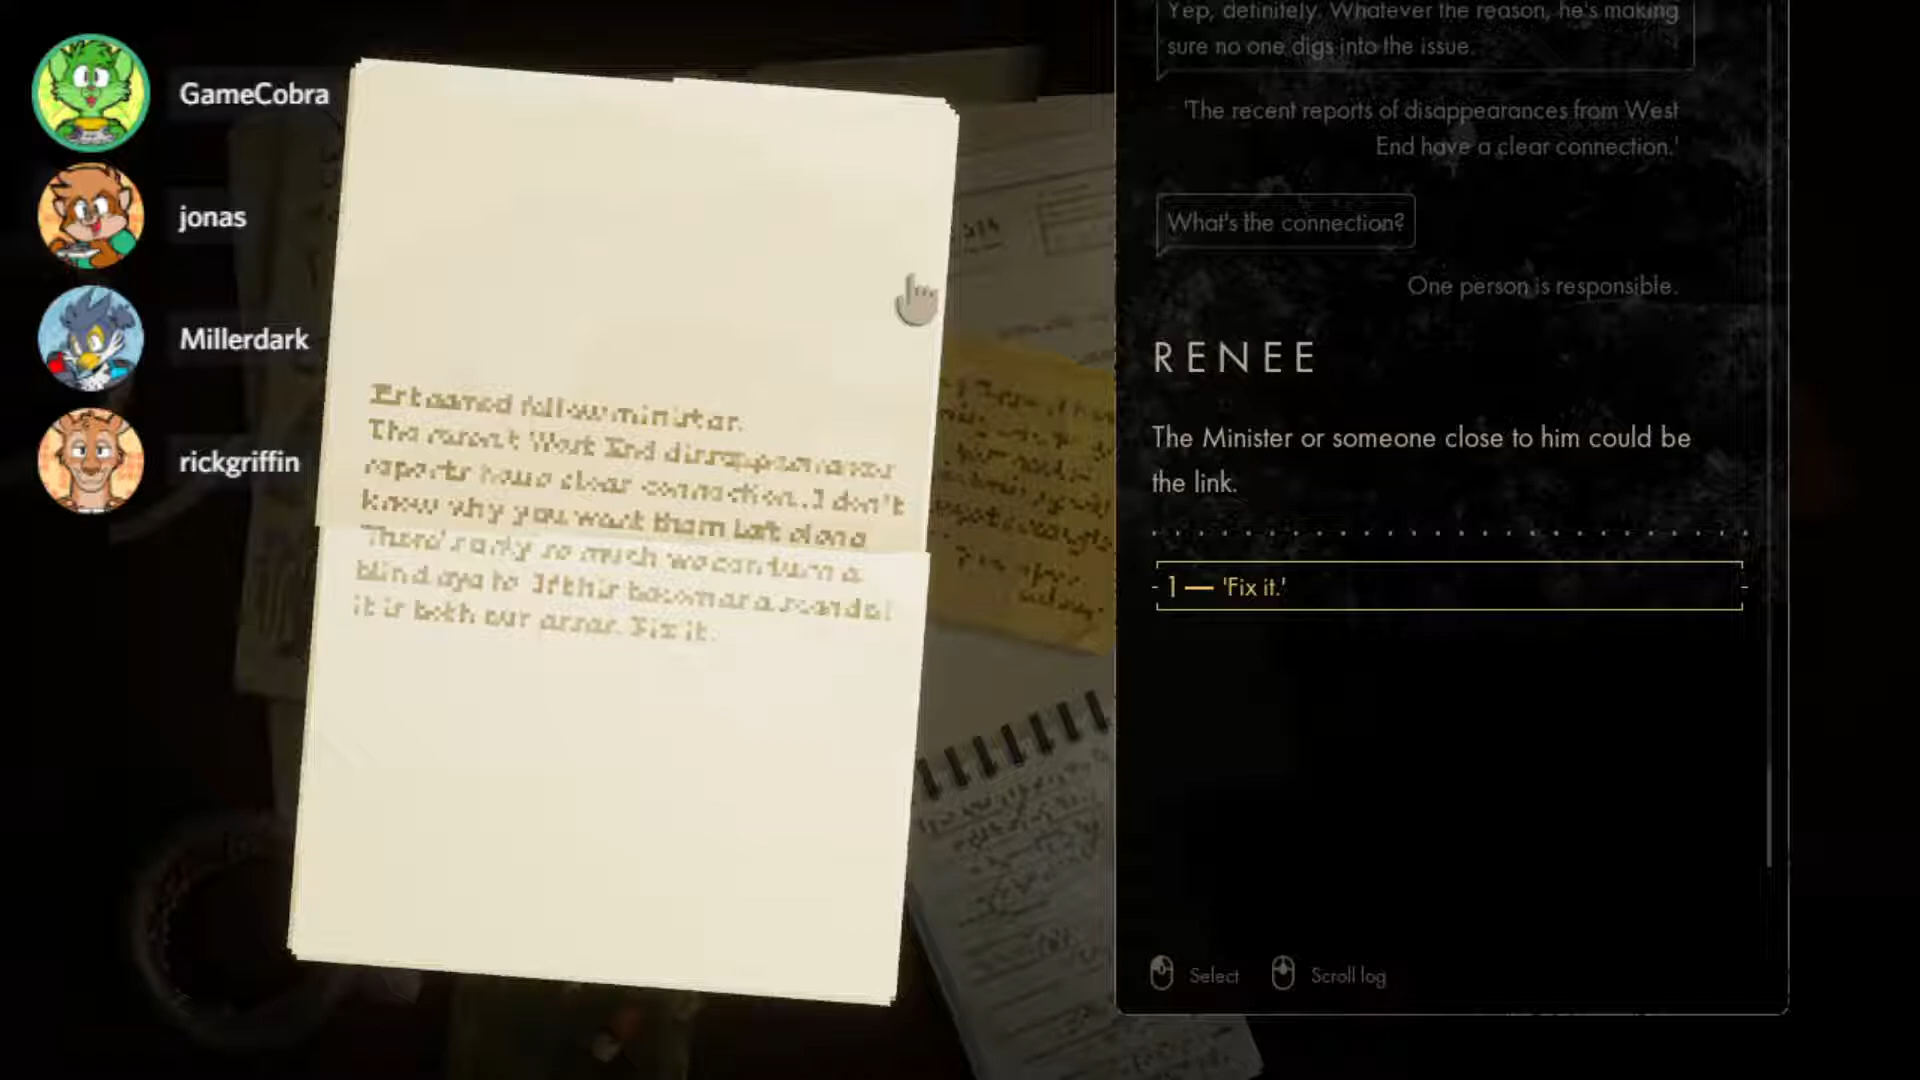 GameCobra
jonas
Millerdark
rickgriffin
Esteemed fellow minister.
The recent West End disappearances
reports have clear connection. I don't
know why you want them left alone
There's only so much we can turn a
blind eye to If this becomes a scandal
it is both our error. Fix it.
Yep, definitely. Whatever the reason, he's making
sure no one digs into the issue.
'The recent reports of disappearances from West
End have a clear connection.'
What's the connection?
One person is responsible.
RENEE
The Minister or someone close to him could be
the link.
1 — 'Fix it.'
Select
Scroll log